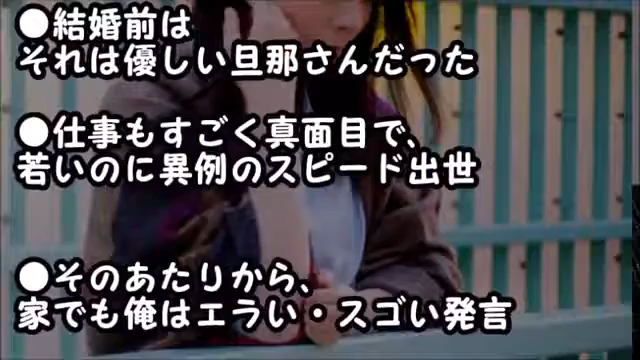 ●結婚前は
それは優しい旦那さんだった
●仕事もすごく真面目で、
若いのに異例のスピード出世
●そのあたりから、
家でも俺はエラい・スゴい発言